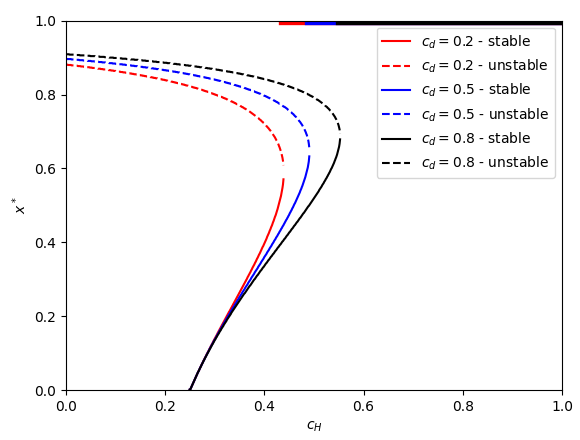 1.0
0.8
0.6
0.4
0.2
0.0
x*
0.0 0.2 0.4 0.6 0.8 1.0
c_H
c_d = 0.2 - stable
c_d = 0.2 - unstable
c_d = 0.5 - stable
c_d = 0.5 - unstable
c_d = 0.8 - stable
c_d = 0.8 - unstable